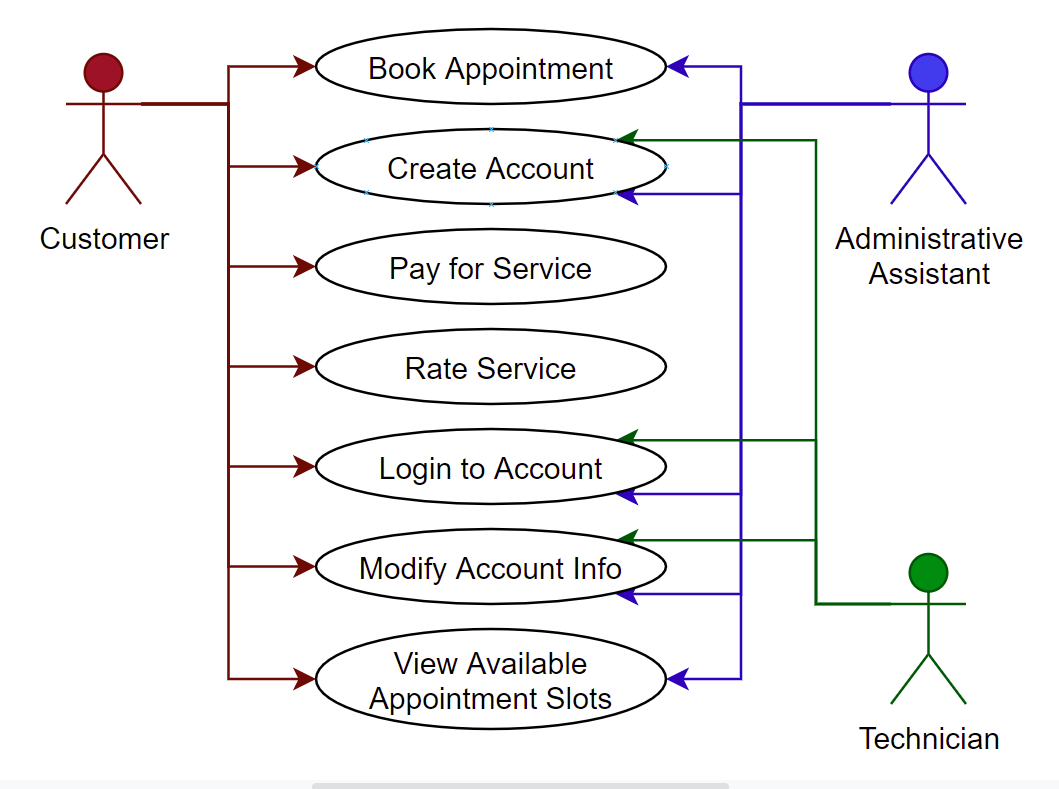 Book Appointment
Create Account
Customer
Administrative
Assistant
Pay for Service
Rate Service
Login to Account
Modify Account Info
View Available
Appointment Slots
Technician